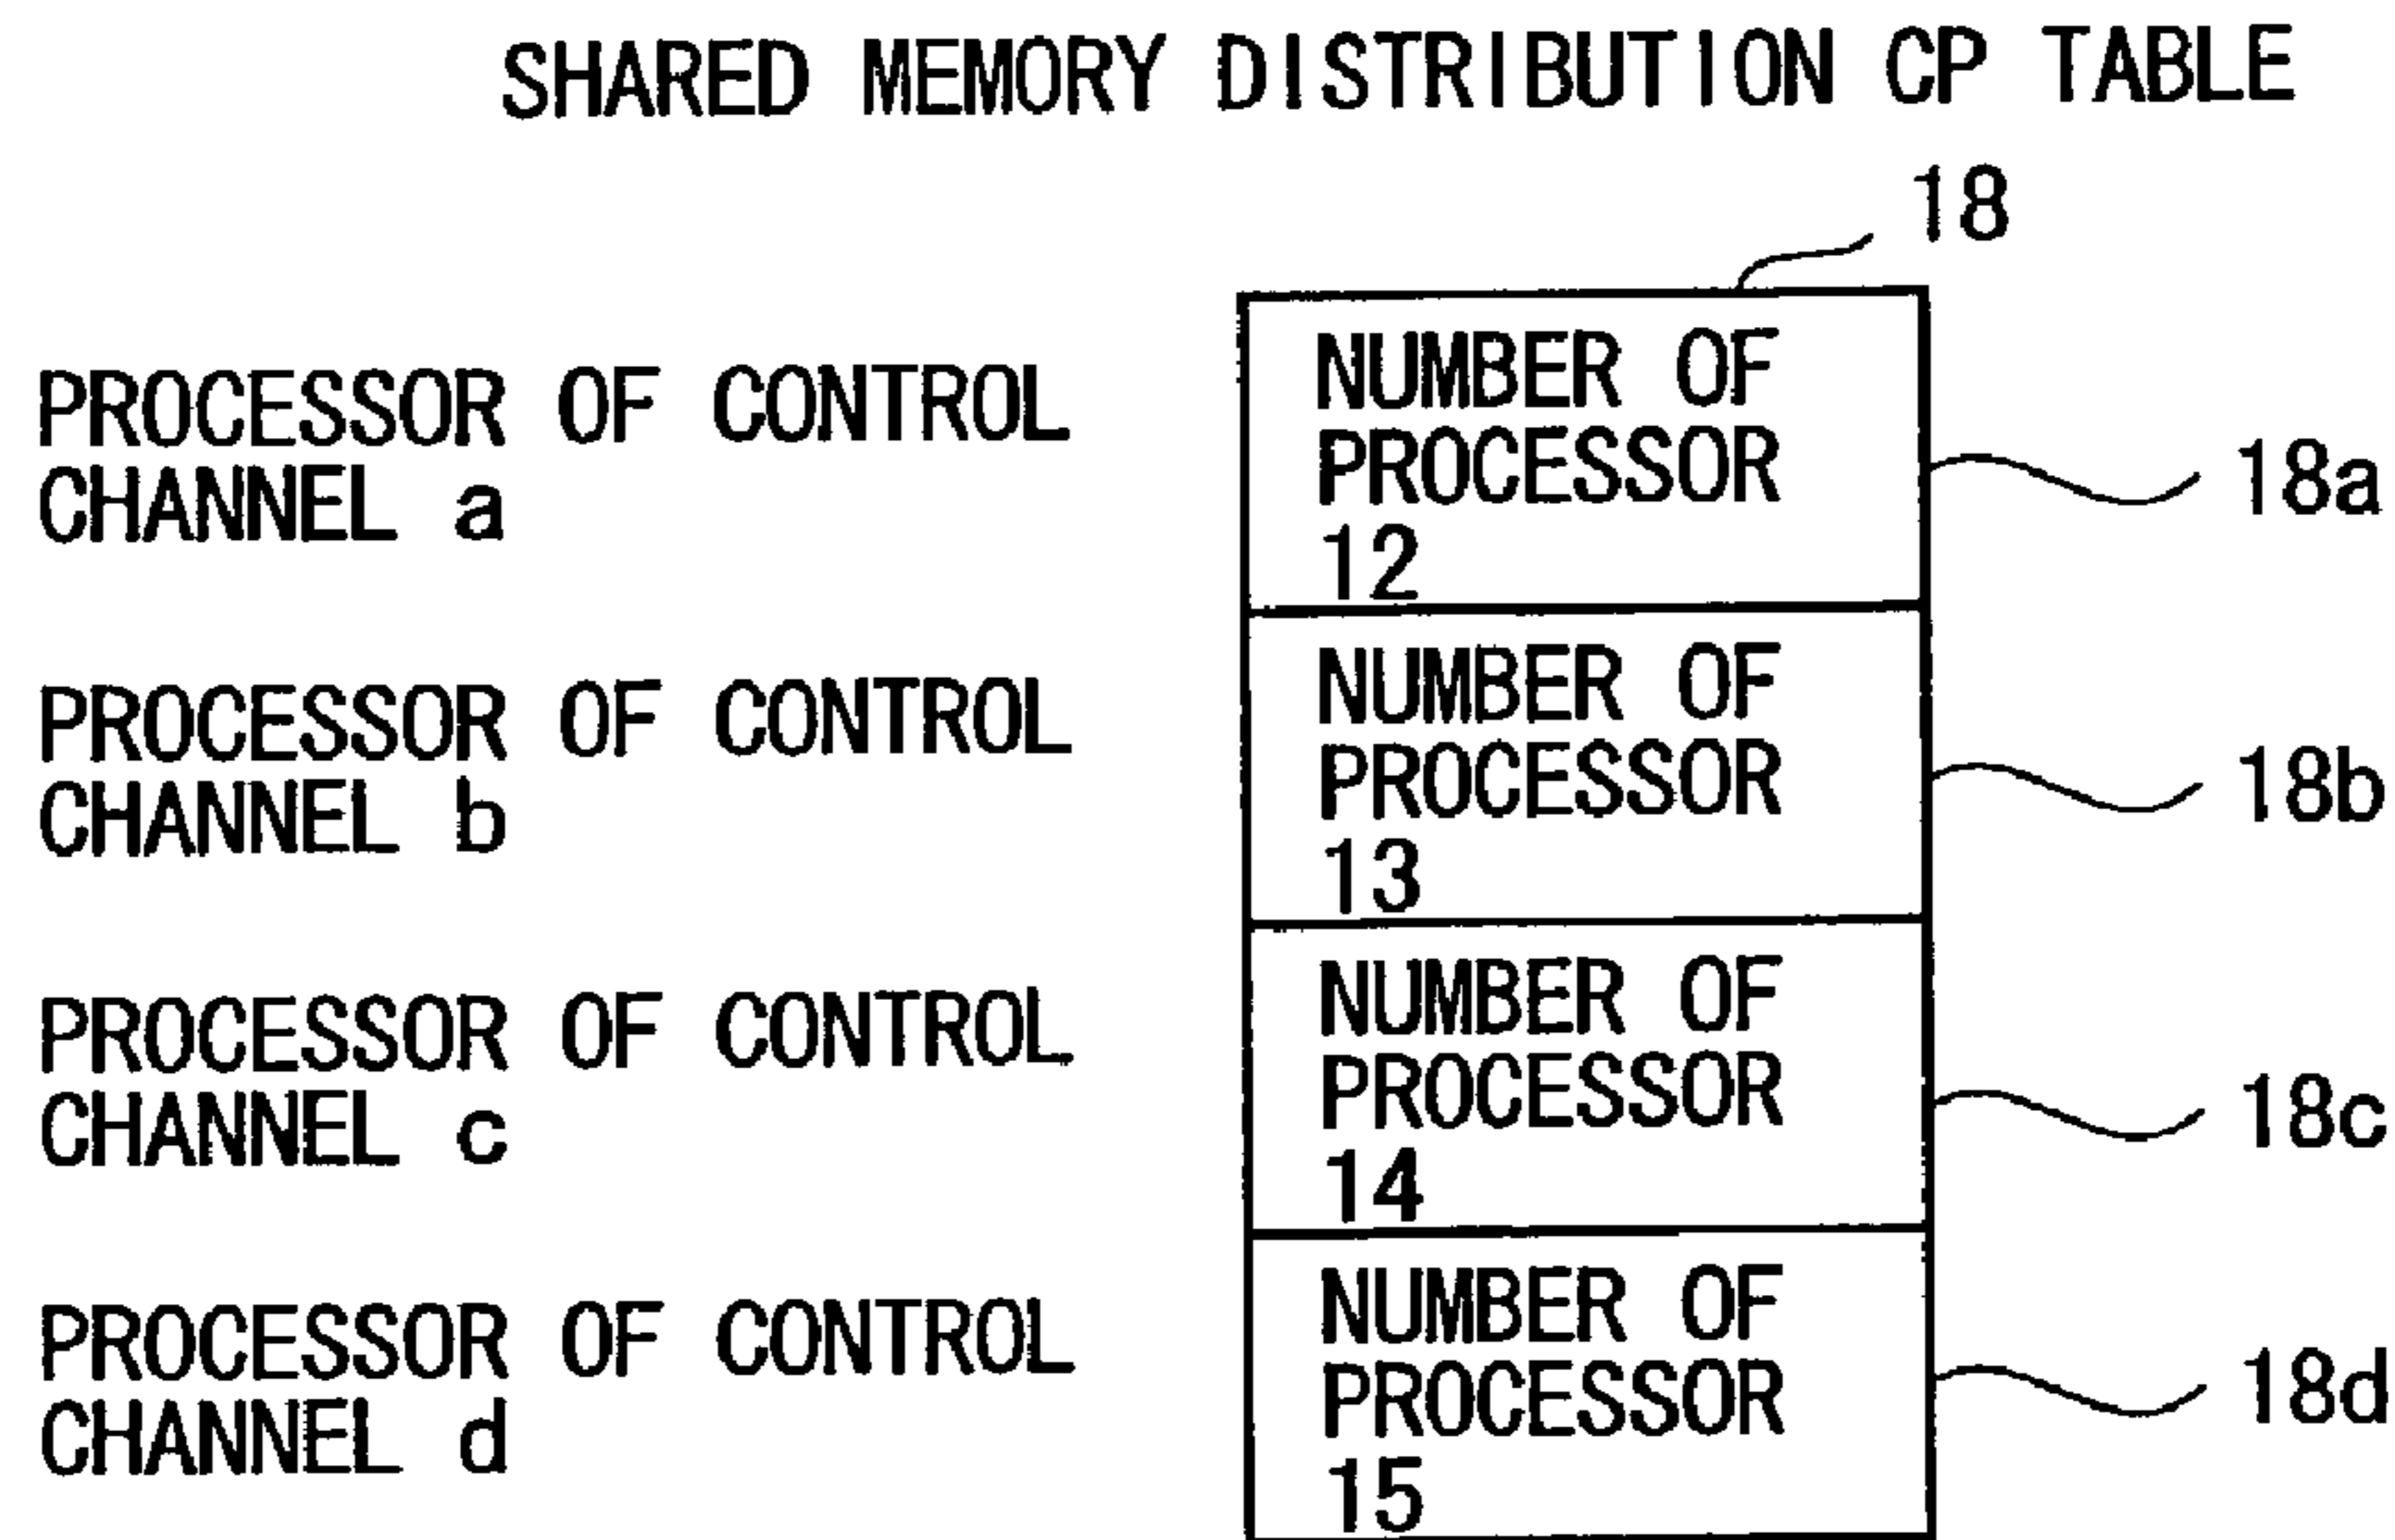 SHARED MEMORY DISTRIBUTION CP TABLE
18
PROCESSOR OF CONTROL
CHANNEL a
NUMBER OF
PROCESSOR
12
18a
PROCESSOR OF CONTROL
CHANNEL b
NUMBER OF
PROCESSOR
13
18b
PROCESSOR OF CONTROL
CHANNEL c
NUMBER OF
PROCESSOR
14
18c
PROCESSOR OF CONTROL
CHANNEL d
NUMBER OF
PROCESSOR
15
18d